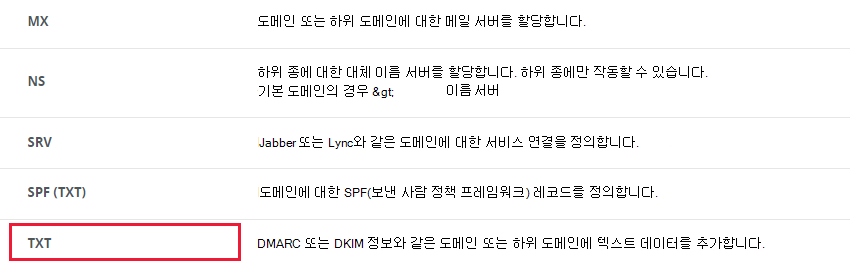 MX 도메인 또는 하위 도메인에 대한 메일 서버를 할당합니다.
NS 하위 종에 대한 대체 이름 서버를 할당합니다. 하위 종에만 작동할 수 있습니다.
기본 도메인의 경우 &gt; 이름 서버
SRV Jabber 또는 Lync와 같은 도메인에 대한 서비스 연결을 정의합니다.
SPF (TXT) 도메인에 대한 SPF(보낸 사람 정책 프레임워크) 레코드를 정의합니다.
TXT DMARC 또는 DKIM 정보와 같은 도메인 또는 하위 도메인에 텍스트 데이터를 추가합니다.